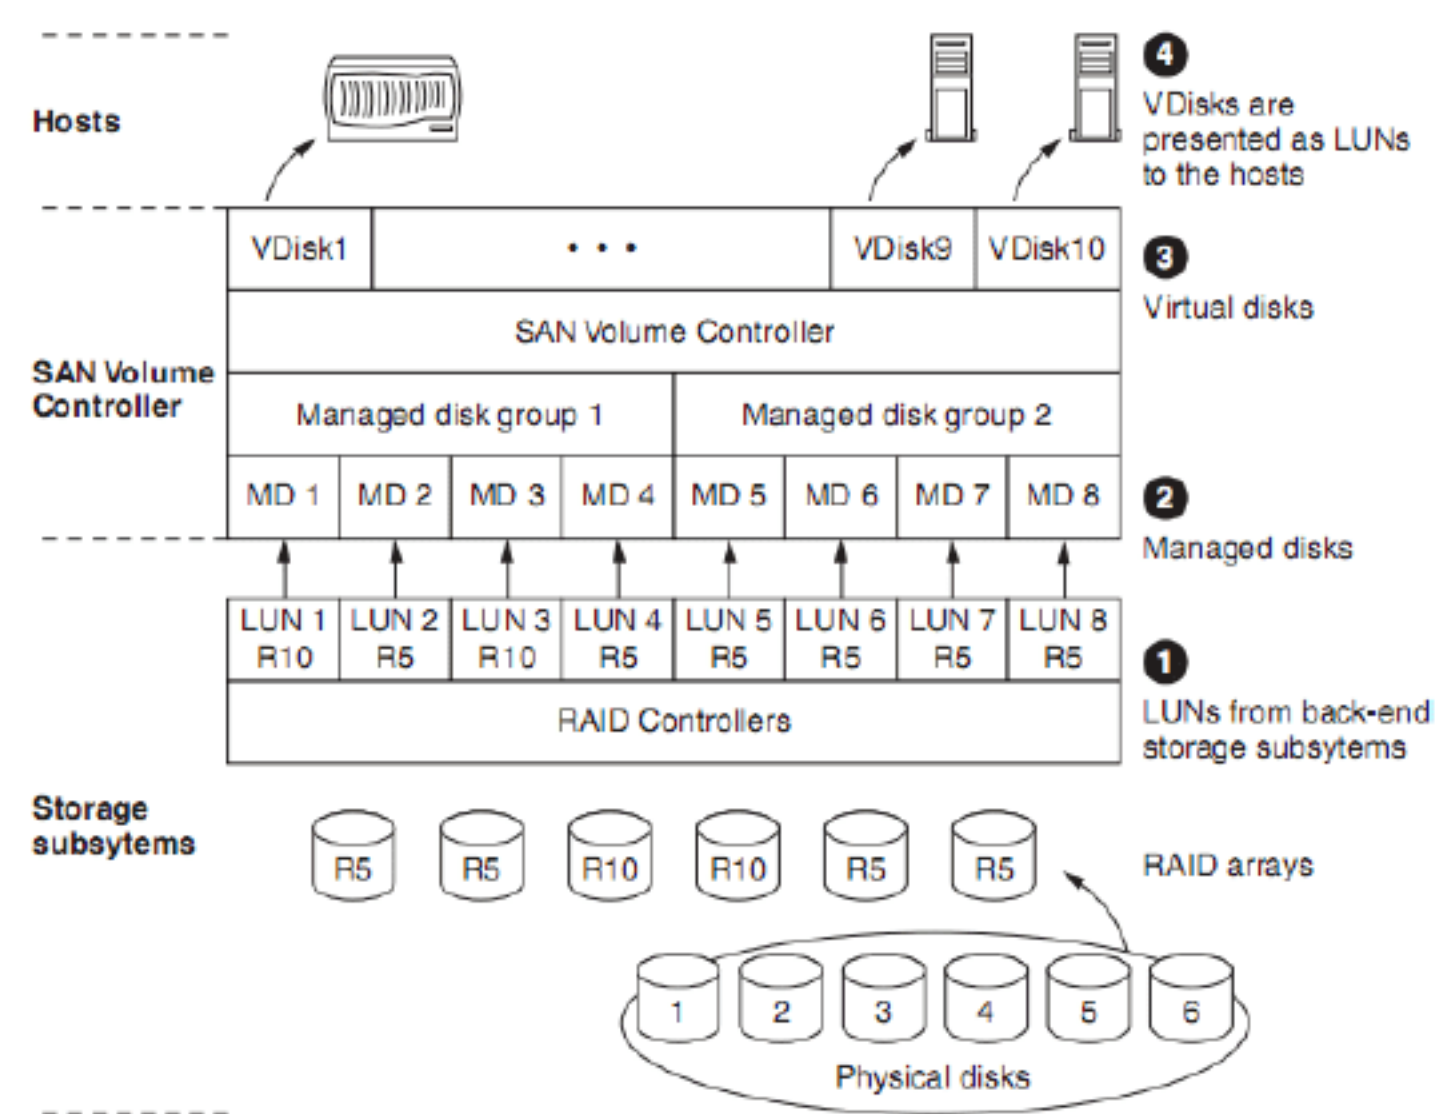 Hosts
4
VDisks are
presented as LUNs
to the hosts
VDisk1
• • •
VDisk9
VDisk10
3
Virtual disks
SAN Volume Controller
SAN Volume
Controller
Managed disk group 1
Managed disk group 2
MD 1
MD 2
MD 3
MD 4
MD 5
MD 6
MD 7
MD 8
2
Managed disks
LUN 1
R10
LUN 2
R5
LUN 3
R10
LUN 4
R5
LUN 5
R5
LUN 6
R5
LUN 7
R5
LUN 8
R5
1
LUNs from back-end
storage subsytems
RAID Controllers
Storage
subsytems
R5
R5
R10
R10
R5
R5
RAID arrays
1
2
3
4
5
6
Physical disks